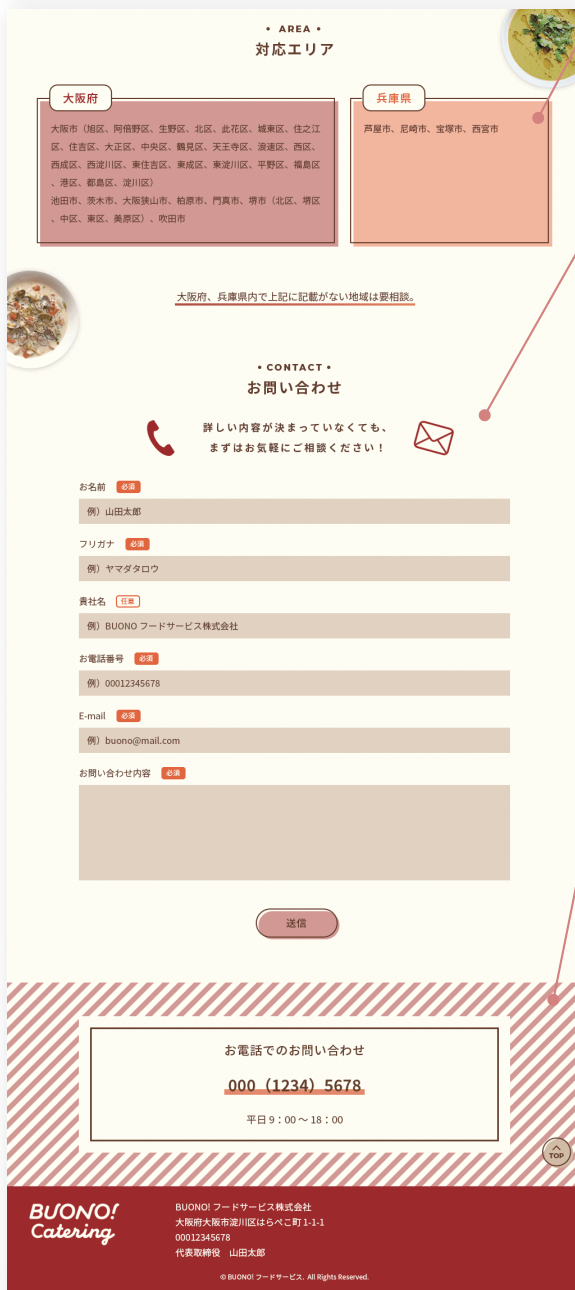 • AREA •
対応エリア
大阪府
大阪市（旭区、阿倍野区、生野区、北区、此花区、城東区、住之江
区、住吉区、大正区、中央区、鶴見区、天王寺区、浪速区、西区、
西成区、西淀川区、東住吉区、東成区、東淀川区、平野区、福島区
、港区、都島区、淀川区）
池田市、茨木市、大阪狭山市、柏原市、門真市、堺市（北区、堺区
、中区、東区、美原区）、吹田市
兵庫県
芦屋市、尼崎市、宝塚市、西宮市
大阪府、兵庫県内で上記に記載がない地域は要相談。
• CONTACT •
お問い合わせ
詳しい内容が決まっていなくても、
まずはお気軽にご相談ください！
お名前 必須
例）山田太郎
フリガナ 必須
例）ヤマダタロウ
貴社名 任意
例）BUONO フードサービス株式会社
お電話番号 必須
例）00012345678
E-mail 必須
例）buono@mail.com
お問い合わせ内容 必須
送信
お電話でのお問い合わせ
000（1234）5678
平日 9：00 〜 18：00
TOP
BUONO!
Catering
BUONO! フードサービス株式会社
大阪府大阪市淀川区はらぺこ町 1-1-1
00012345678
代表取締役　山田太郎
© BUONO! フードサービス. All Rights Reserved.